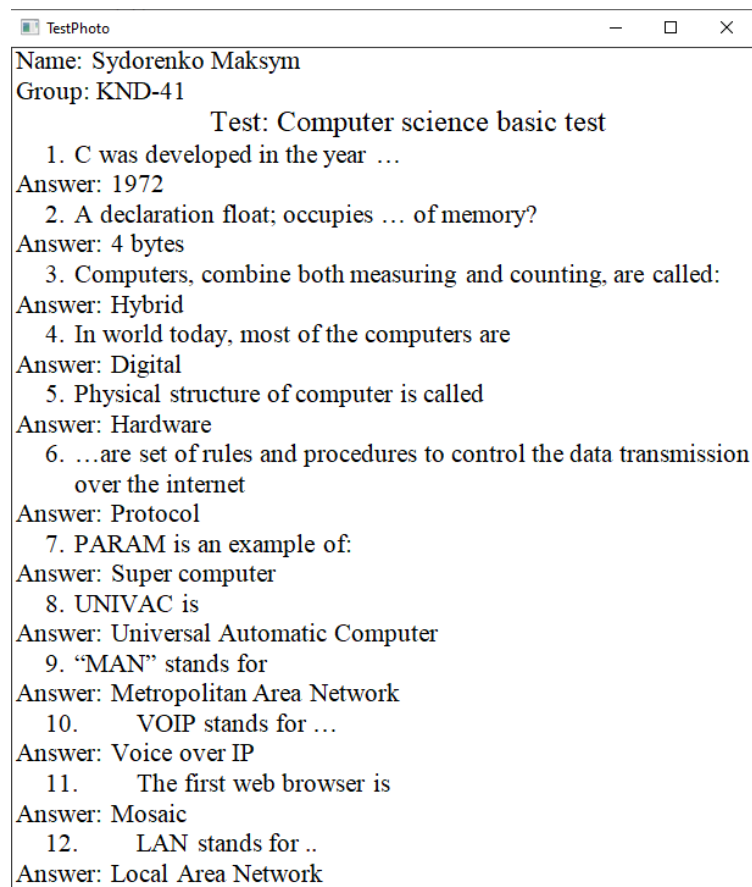 TestPhoto
Name: Sydorenko Maksym
Group: KND-41
Test: Computer science basic test
1. C was developed in the year …
Answer: 1972
2. A declaration float; occupies … of memory?
Answer: 4 bytes
3. Computers, combine both measuring and counting, are called:
Answer: Hybrid
4. In world today, most of the computers are
Answer: Digital
5. Physical structure of computer is called
Answer: Hardware
6. …are set of rules and procedures to control the data transmission
over the internet
Answer: Protocol
7. PARAM is an example of:
Answer: Super computer
8. UNIVAC is
Answer: Universal Automatic Computer
9. “MAN” stands for
Answer: Metropolitan Area Network
10. VOIP stands for …
Answer: Voice over IP
11. The first web browser is
Answer: Mosaic
12. LAN stands for ..
Answer: Local Area Network